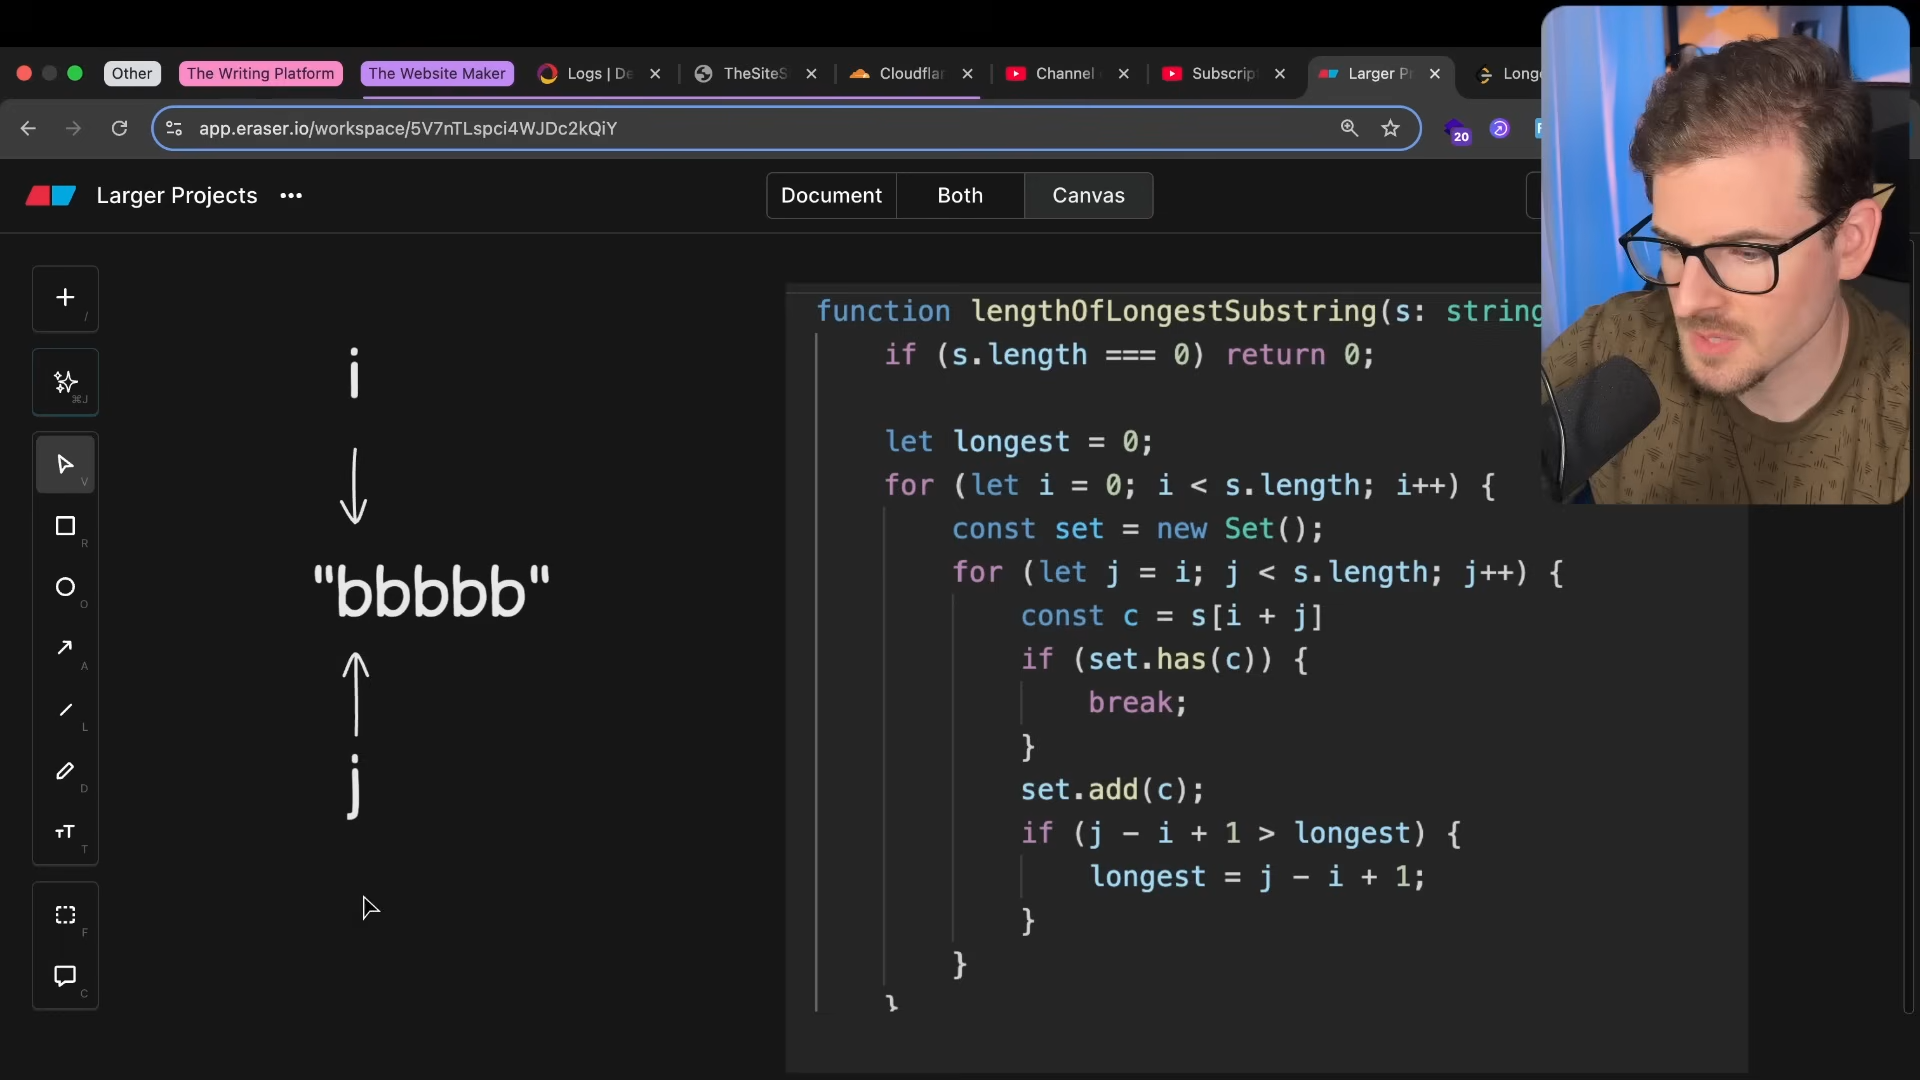 Other
The Writing Platform
The Website Maker
Logs | De
TheSiteS
Cloudflar
Channel
Subscrip
Larger Pr
Long
app.eraser.io/workspace/5V7nTLspci4WJDc2kQiY
20
Larger Projects
Document
Both
Canvas
/
⌘J
V
R
O
A
L
D
T
F
C
i
"bbbbb"
j
function lengthOfLongestSubstring(s: string
if (s.length === 0) return 0;
let longest = 0;
for (let i = 0; i < s.length; i++) {
const set = new Set();
for (let j = i; j < s.length; j++) {
const c = s[i + j]
if (set.has(c)) {
break;
}
set.add(c);
if (j - i + 1 > longest) {
longest = j - i + 1;
}
}
}